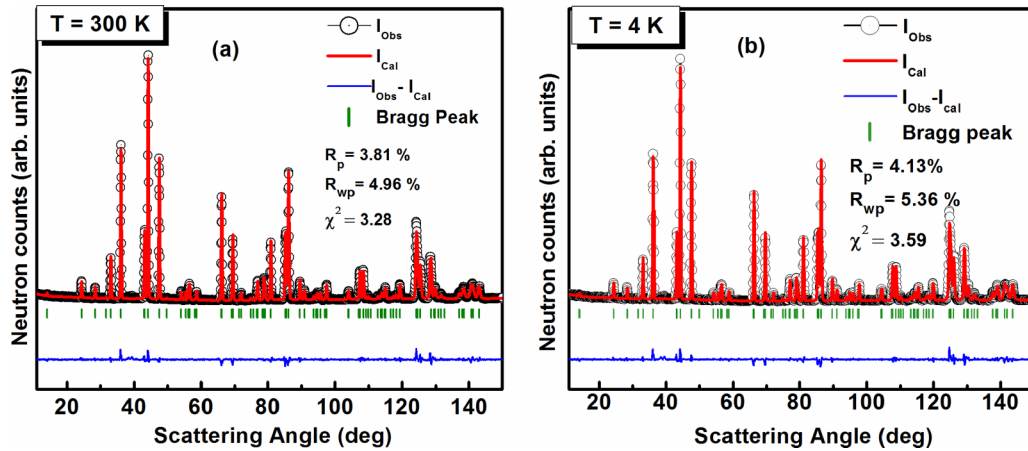 T = 300 K
(a)
I_Obs
I_Cal
I_Obs - I_Cal
Bragg Peak
R_p = 3.81 %
R_wp = 4.96 %
χ² = 3.28
Neutron counts (arb. units)
20 40 60 80 100 120 140
Scattering Angle (deg)
T = 4 K
(b)
I_Obs
I_Cal
I_Obs-I_cal
Bragg peak
R_p = 4.13%
R_wp = 5.36 %
χ² = 3.59
Neutron counts (arb. units)
20 40 60 80 100 120 140
Scattering Angle (deg)